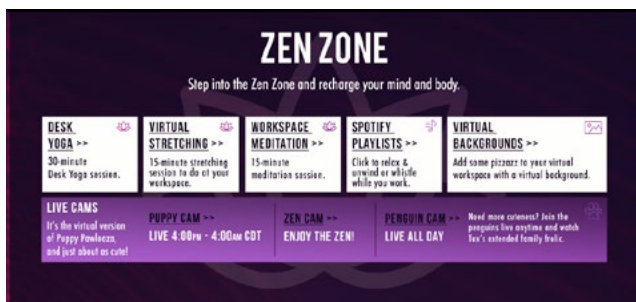 ZEN ZONE
Step into the Zen Zone and recharge your mind and body.
DESK
YOGA >>
30-minute
Desk Yoga session.
VIRTUAL
STRETCHING >>
15-minute stretching
session to do at your
workspace.
WORKSPACE
MEDITATION >>
15-minute
meditation session.
SPOTIFY
PLAYLISTS >>
Click to relax &
unwind or whistle
while you work.
VIRTUAL
BACKGROUNDS >>
Add some pizzazz to your virtual
workspace with a virtual background.
LIVE CAMS
It's the virtual version
of Puppy Pawlooza,
and just about as cute!
PUPPY CAM >>
LIVE 4:00PM - 4:00AM CDT
ZEN CAM >>
ENJOY THE ZEN!
PENGUIN CAM >>
LIVE ALL DAY
Need more cuteness? Join the
penguins live anytime and watch
Tux's extended family frolic.